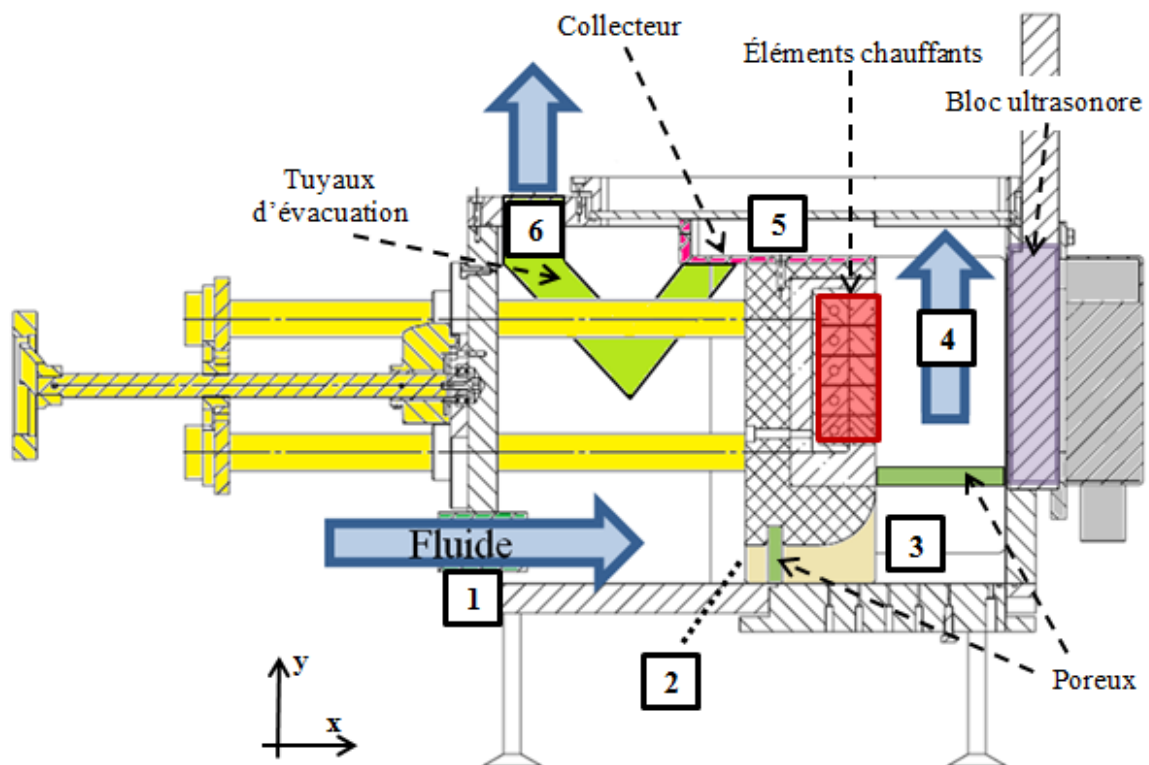 Collecteur
Éléments chauffants
Bloc ultrasonore
Tuyaux
d'évacuation
6
5
4
Fluide
3
1
2
Poreux
y
x